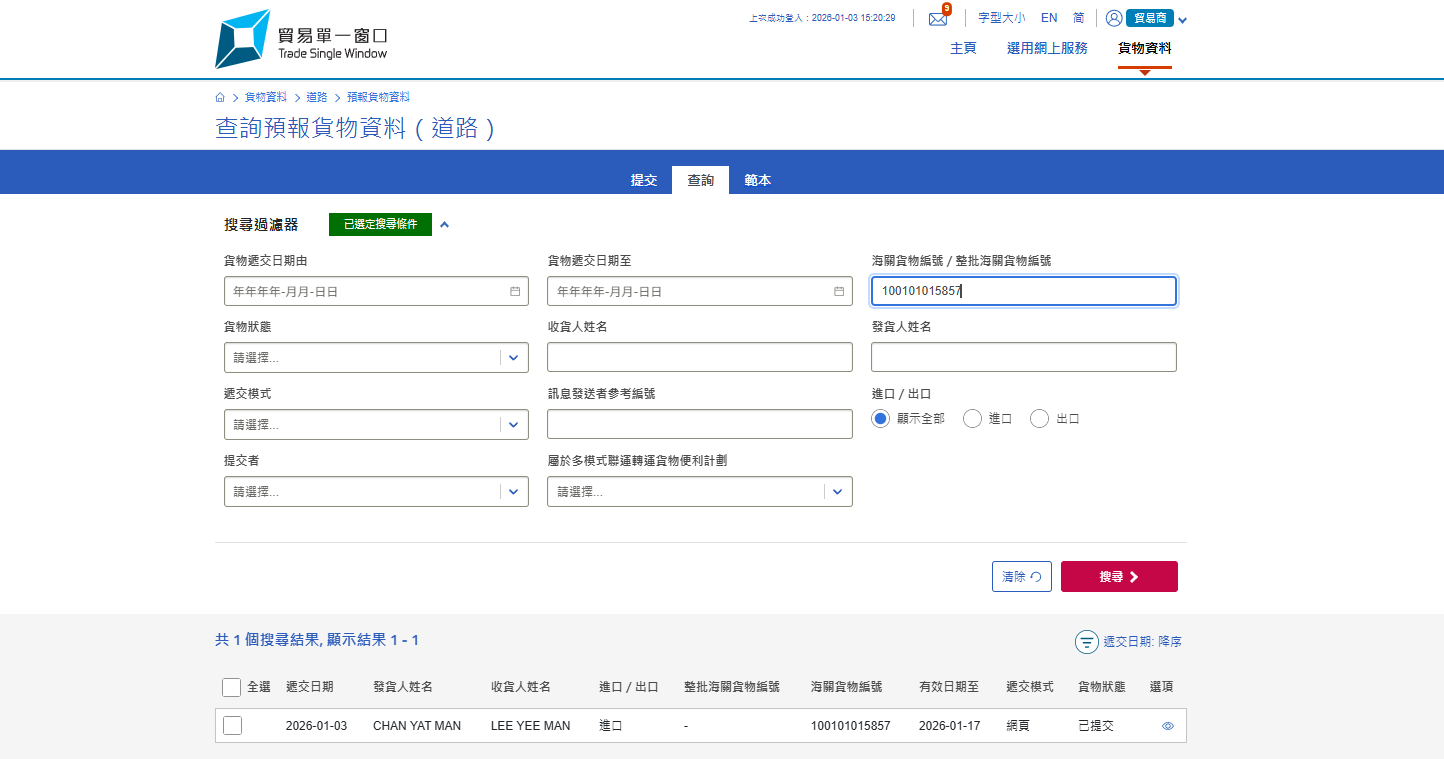 上次成功登入 : 2026-01-03 15:20:29 9 字型大小 EN 简 貿易商
貿易單一窗口
Trade Single Window
主頁 選用網上服務 貨物資料
貨物資料 道路 預報貨物資料
查詢預報貨物資料 ( 道路 )
提交 查詢 範本
搜尋過濾器 已選定搜尋條件
貨物遞交日期由 貨物遞交日期至 海關貨物編號 / 整批海關貨物編號
年年年年-月月-日日 年年年年-月月-日日 100101015857
貨物狀態 收貨人姓名 發貨人姓名
請選擇...
遞交模式 訊息發送者參考編號 進口 / 出口
請選擇... 顯示全部 進口 出口
提交者 屬於多模式聯運轉運貨物便利計劃
請選擇... 請選擇...
清除 搜尋
共 1 個搜尋結果, 顯示結果 1 - 1 遞交日期: 降序
全選 遞交日期 發貨人姓名 收貨人姓名 進口 / 出口 整批海關貨物編號 海關貨物編號 有效日期至 遞交模式 貨物狀態 選項
2026-01-03 CHAN YAT MAN LEE YEE MAN 進口 - 100101015857 2026-01-17 網頁 已提交